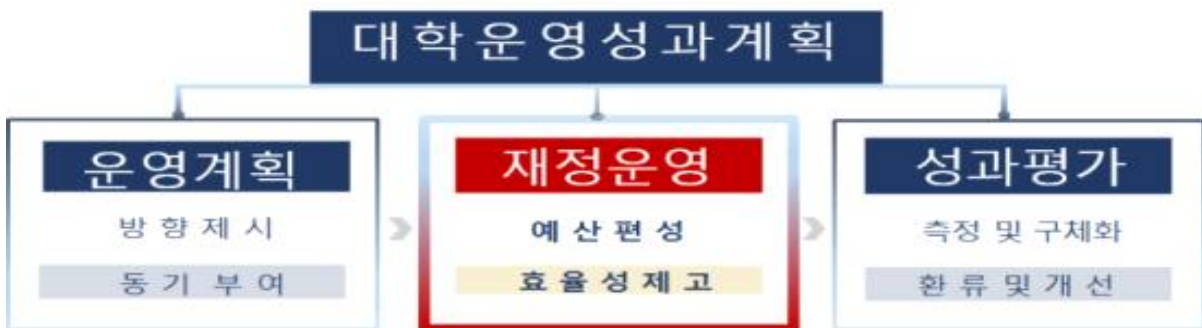 대학운영성과계획
운영계획
방향제시
동기 부여
재정운영
예산편성
효율성제고
성과평가
측정 및 구체화
환류및개선